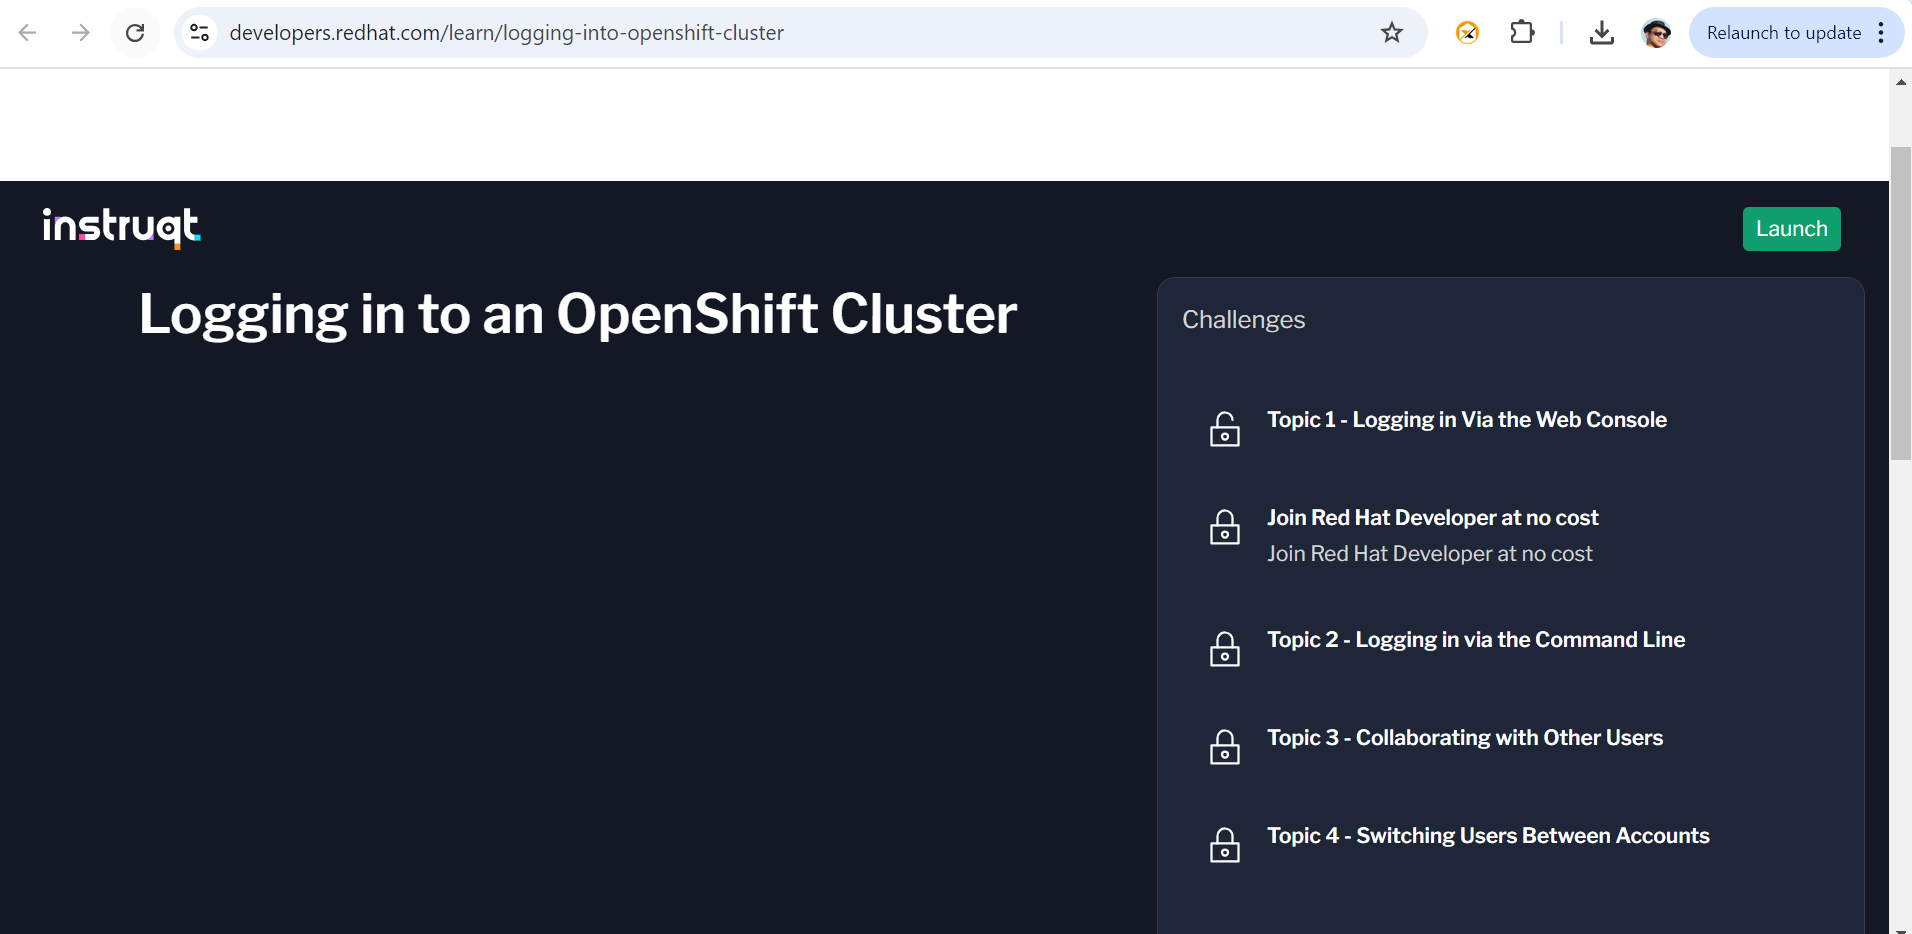 developers.redhat.com/learn/logging-into-openshift-cluster
Relaunch to update
instruqt
Launch
Logging in to an OpenShift Cluster
Challenges
Topic 1 - Logging in Via the Web Console
Join Red Hat Developer at no cost
Join Red Hat Developer at no cost
Topic 2 - Logging in via the Command Line
Topic 3 - Collaborating with Other Users
Topic 4 - Switching Users Between Accounts